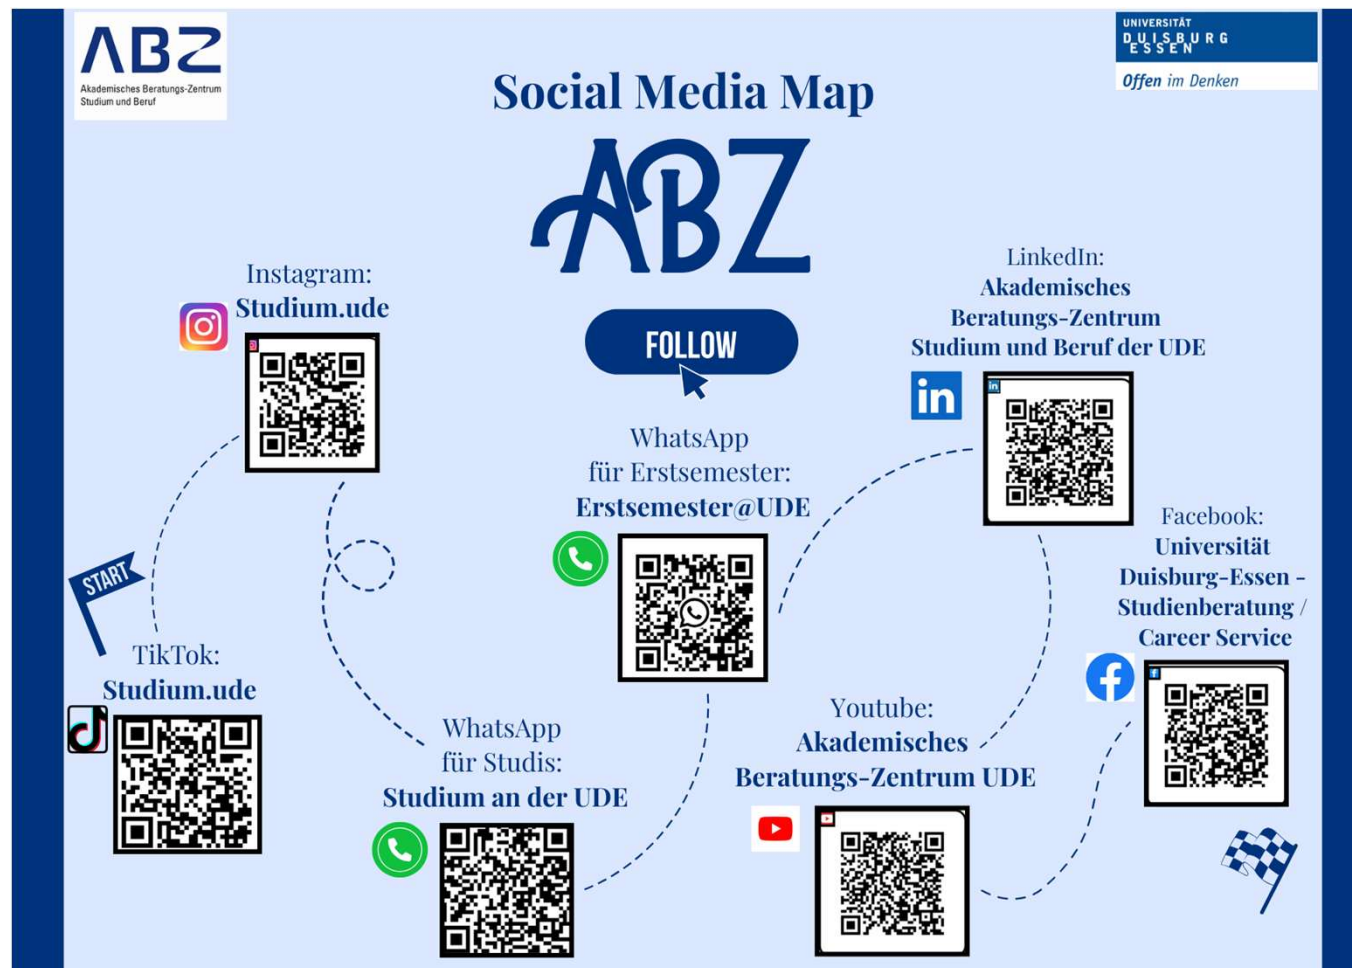 ABZ
Akademisches Beratungs-Zentrum
Studium und Beruf
UNIVERSITÄT
DUISBURG
ESSEN
Offen im Denken
Social Media Map
ABZ
FOLLOW
Instagram:
Studium.ude
LinkedIn:
Akademisches
Beratungs-Zentrum
Studium und Beruf der UDE
in
in
WhatsApp
für Erstsemester:
Erstsemester@UDE
Facebook:
Universität
Duisburg-Essen -
Studienberatung /
Career Service
START
TikTok:
Studium.ude
WhatsApp
für Studis:
Studium an der UDE
Youtube:
Akademisches
Beratungs-Zentrum UDE